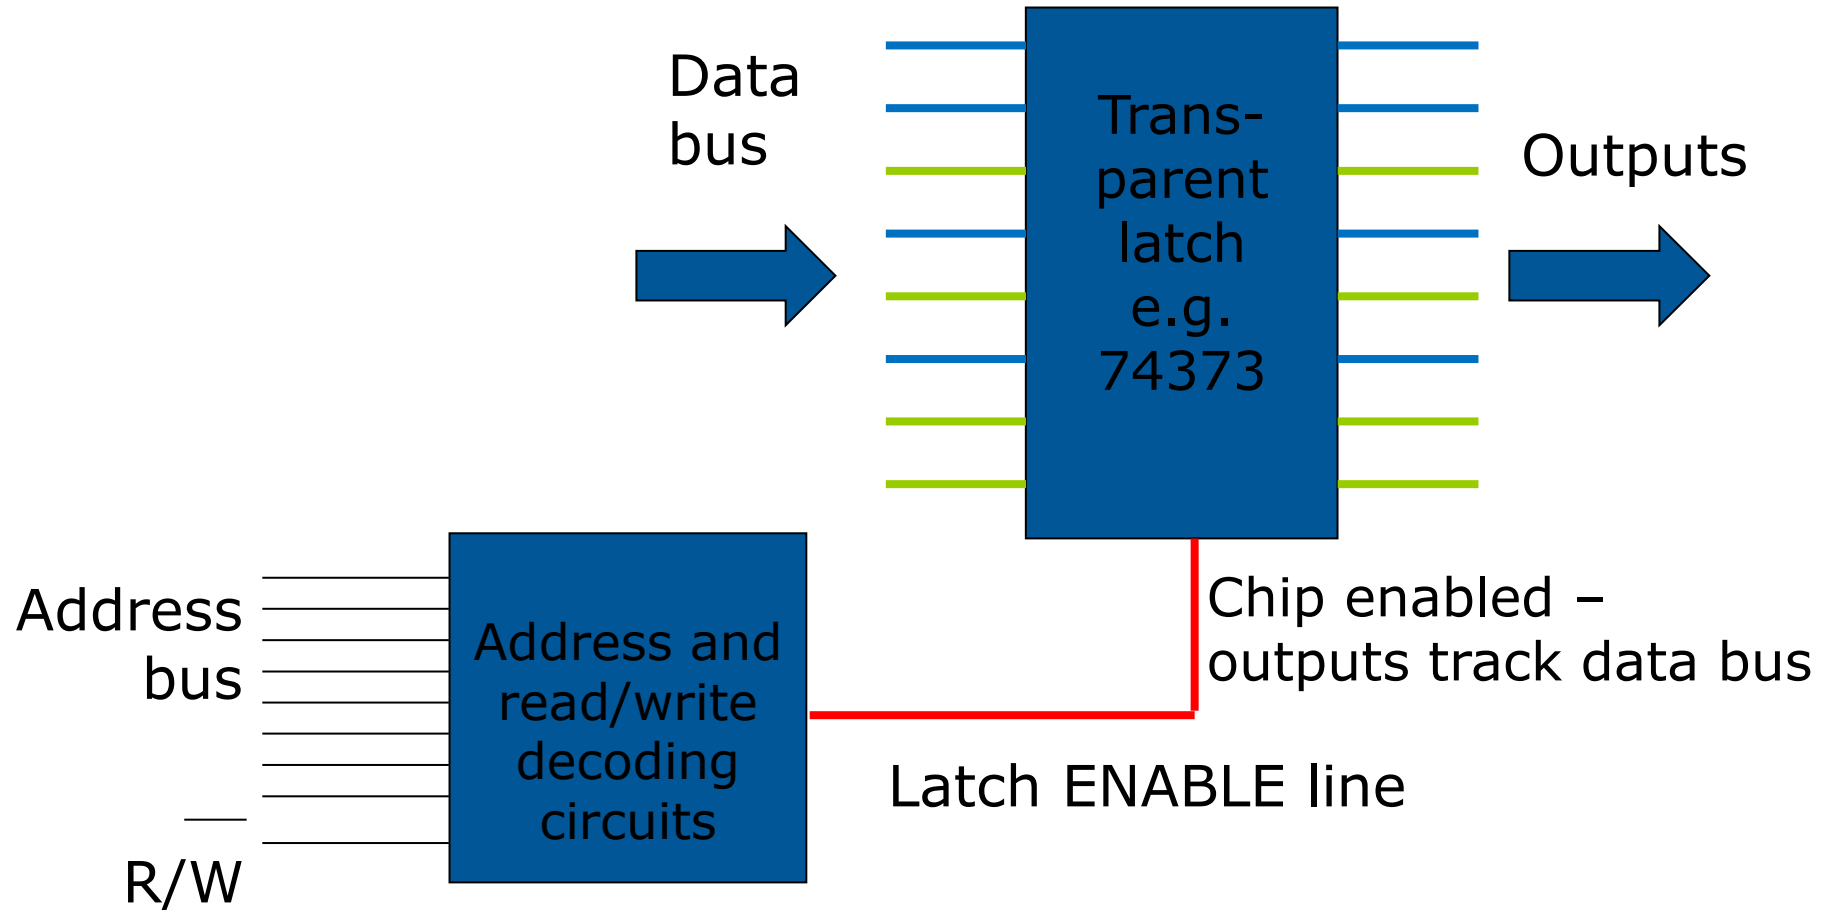 Data
bus
Trans-
parent
latch
e.g.
74373
Outputs
Address
bus
R/W
Address and
read/write
decoding
circuits
Chip enabled –
outputs track data bus
Latch ENABLE line